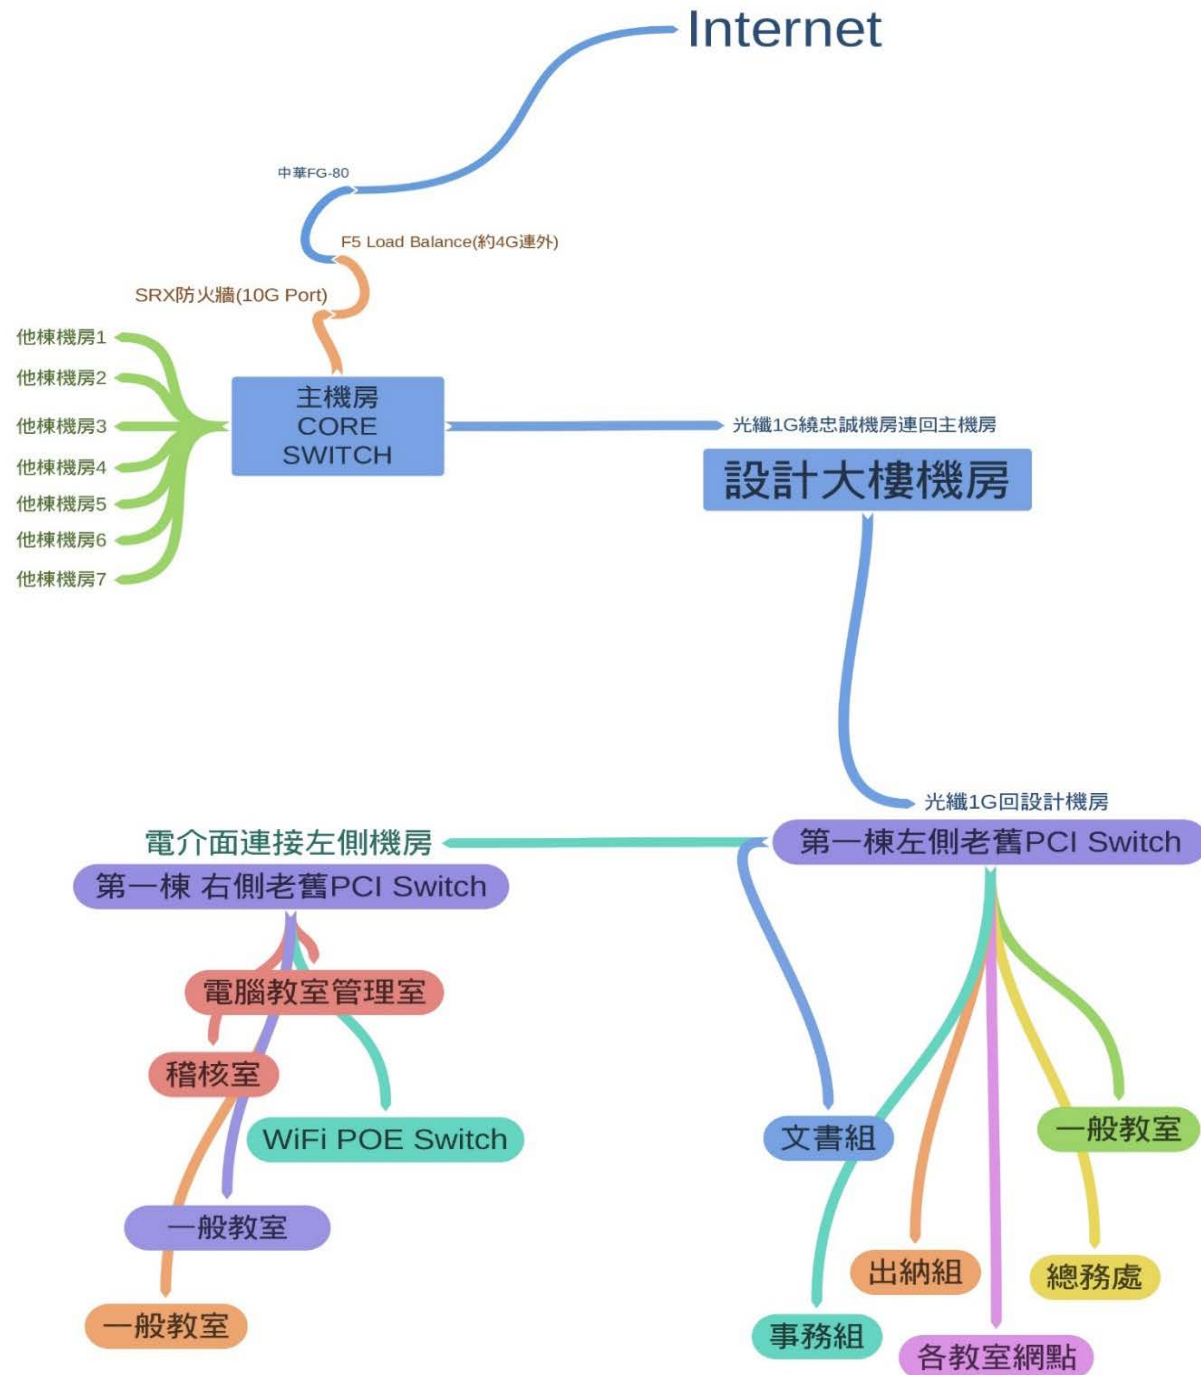 Internet
中華FG-80
F5 Load Balance(約4G連外)
SRX防火牆(10G Port)
他棟機房1
他棟機房2
他棟機房3
他棟機房4
他棟機房5
他棟機房6
他棟機房7
主機房
CORE
SWITCH
光纖1G繞忠誠機房連回主機房
設計大樓機房
光纖1G回設計機房
第一棟左側老舊PCI Switch
電介面連接左側機房
第一棟 右側老舊PCI Switch
電腦教室管理室
稽核室
WiFi POE Switch
一般教室
一般教室
文書組
一般教室
出納組
總務處
事務組
各教室網點